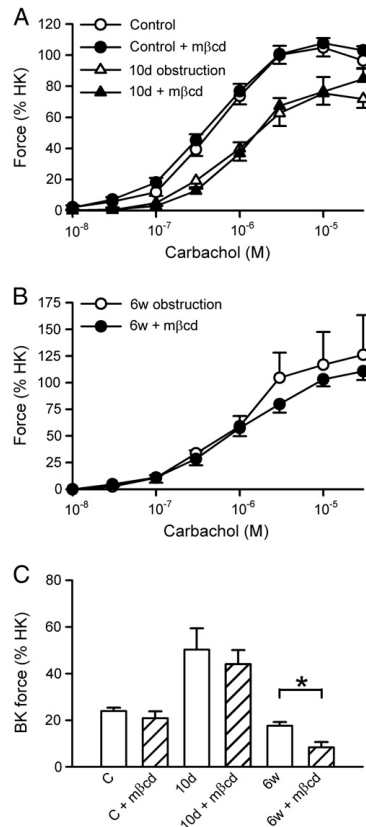 A
Control
Control + mβcd
10d obstruction
10d + mβcd
Force (% HK)
120
100
80
60
40
20
0
10⁻⁸
10⁻⁷
10⁻⁶
10⁻⁵
Carbachol (M)
B
6w obstruction
6w + mβcd
Force (% HK)
175
150
125
100
75
50
25
0
10⁻⁸
10⁻⁷
10⁻⁶
10⁻⁵
Carbachol (M)
C
BK force (% HK)
80
60
40
20
0
*
C
C + mβcd
10d
10d + mβcd
6w
6w + mβcd